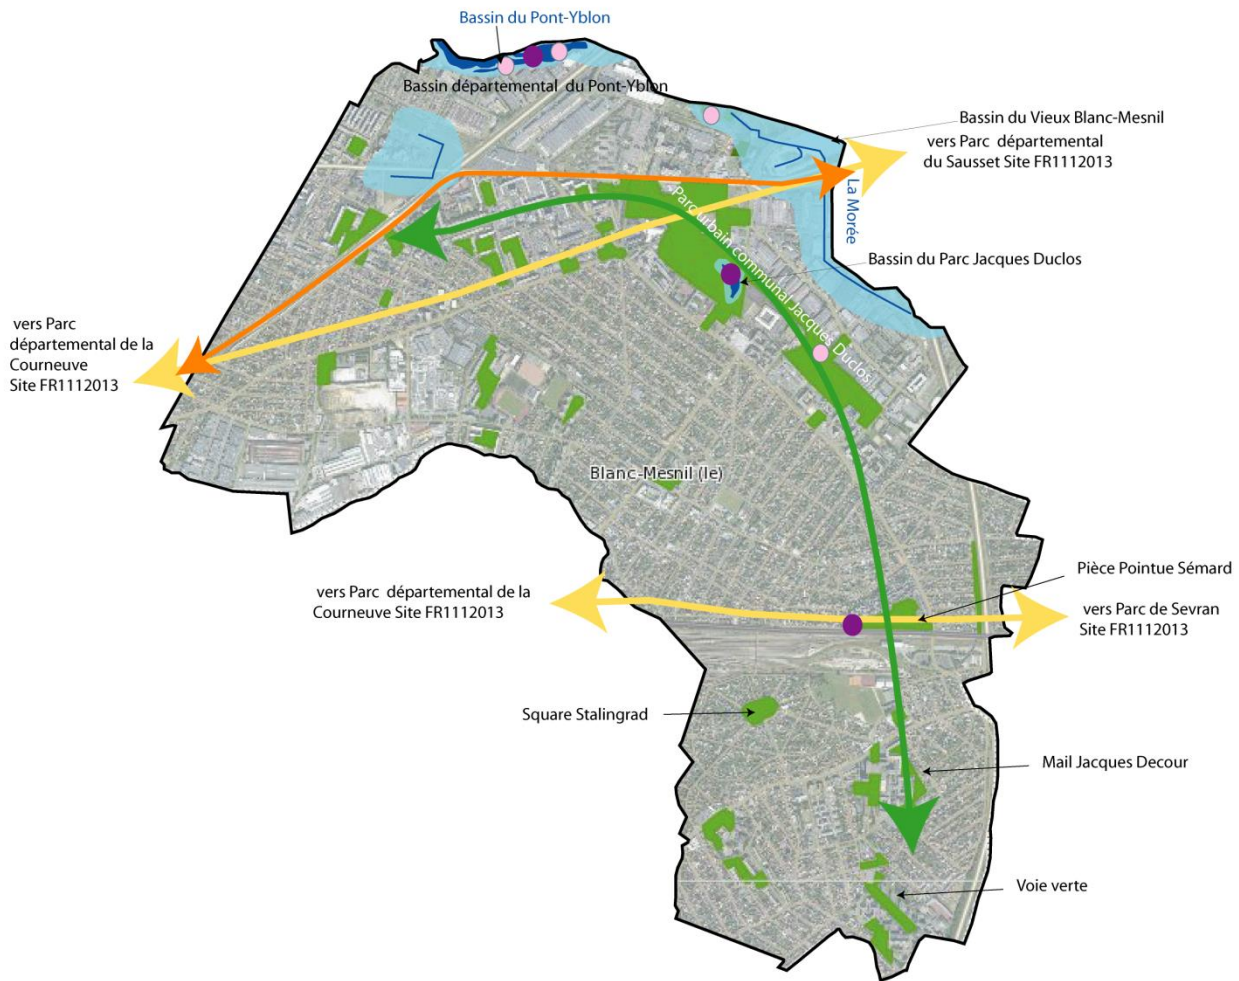 Bassin du Pont-Yblon
Bassin départemental du Pont-Yblon
Bassin du Vieux Blanc-Mesnil
vers Parc départemental
du Sausset Site FR1112013
La Morée
Parc urbain communal Jacques Duclos
Bassin du Parc Jacques Duclos
vers Parc
départemental de la
Courneuve
Site FR1112013
Blanc-Mesnil (le)
Pièce Pointue Sémard
vers Parc départemental de la
Courneuve Site FR1112013
vers Parc de Sevran
Site FR1112013
Square Stalingrad
Mail Jacques Decour
Voie verte